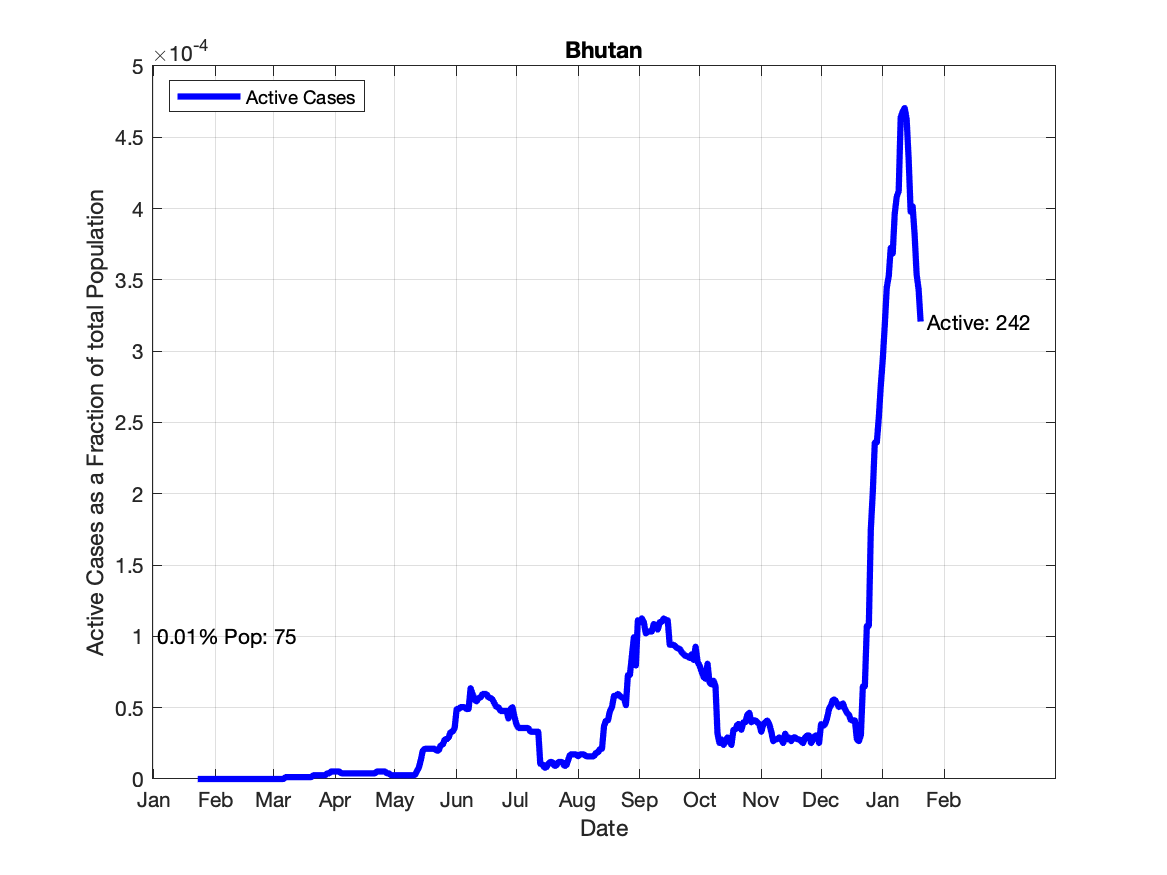 Bhutan
×10-4
5
4.5
4
3.5
3
2.5
2
1.5
1
0.5
0
Active Cases as a Fraction of total Population
Active Cases
Active: 242
0.01% Pop: 75
Jan Feb Mar Apr May Jun Jul Aug Sep Oct Nov Dec Jan Feb
Date